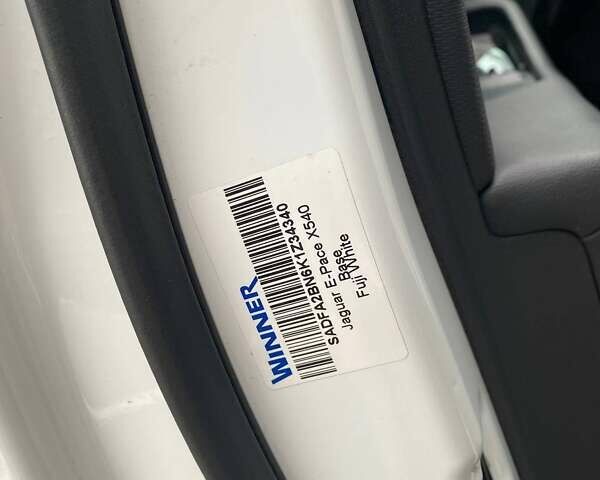 WINNER
SADFA2BN6K1Z34340
Jaguar E-Pace X540
Base
Fuji White